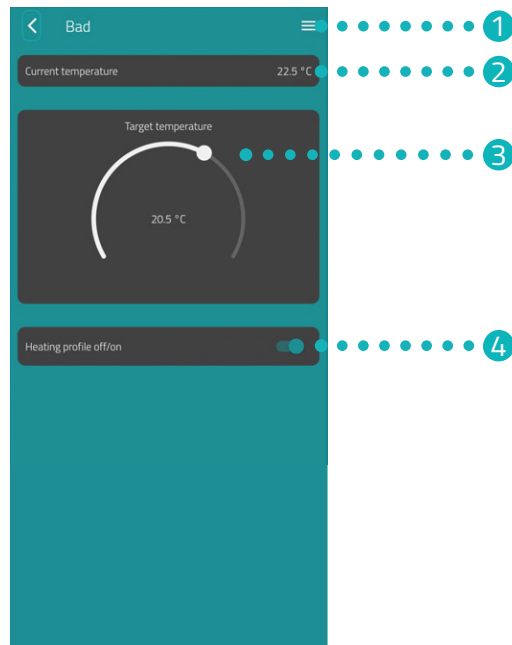 Bad
1
Current temperature 22.5 °C
2
Target temperature
3
20.5 °C
Heating profile off/on
4